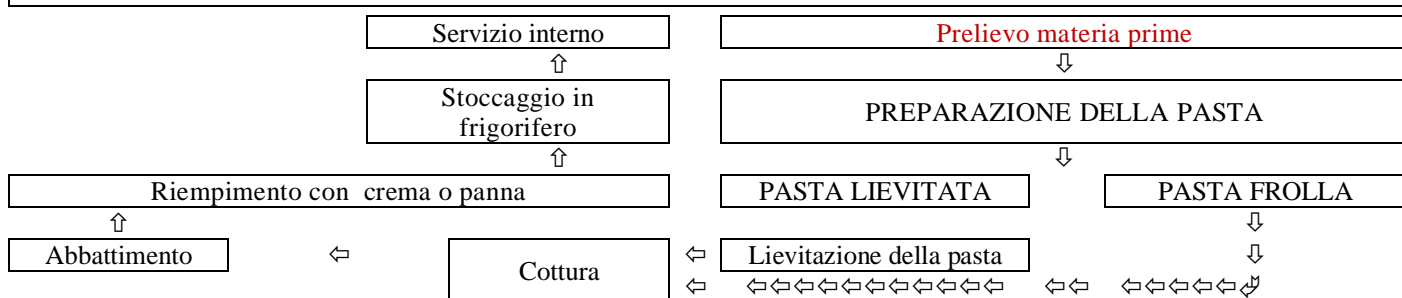 Servizio interno
Prelievo materia prime
⇧
⇩
Stoccaggio in
frigorifero
PREPARAZIONE DELLA PASTA
⇧
⇩
Riempimento con crema o panna
PASTA LIEVITATA
PASTA FROLLA
⇧
⇩
Abbattimento
⇦
Cottura
⇦
Lievitazione della pasta
⇩
⇦
⇦⇦⇦⇦⇦⇦⇦⇦⇦⇦⇦
⇦⇦
⇦⇦⇦⇦⇦